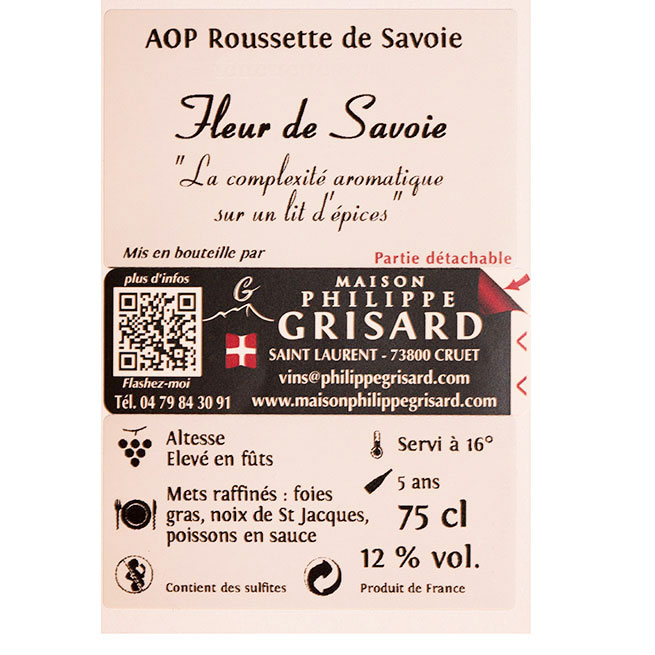 AOP Roussette de Savoie
Fleur de Savoie
"La complexité aromatique
sur un lit d'épices"
Mis en bouteille par
Partie détachable
plus d'infos
Flashez-moi
Tél. 04 79 84 30 91
G
MAISON
PHILIPPE
GRISARD
SAINT LAURENT - 73800 CRUET
vins@philippegrisard.com
www.maisonphilippegrisard.com
Altesse
Elevé en fûts
Servi à 16°
5 ans
Mets raffinés : foies
gras, noix de St Jacques,
poissons en sauce
75 cl
12 % vol.
Contient des sulfites
Produit de France